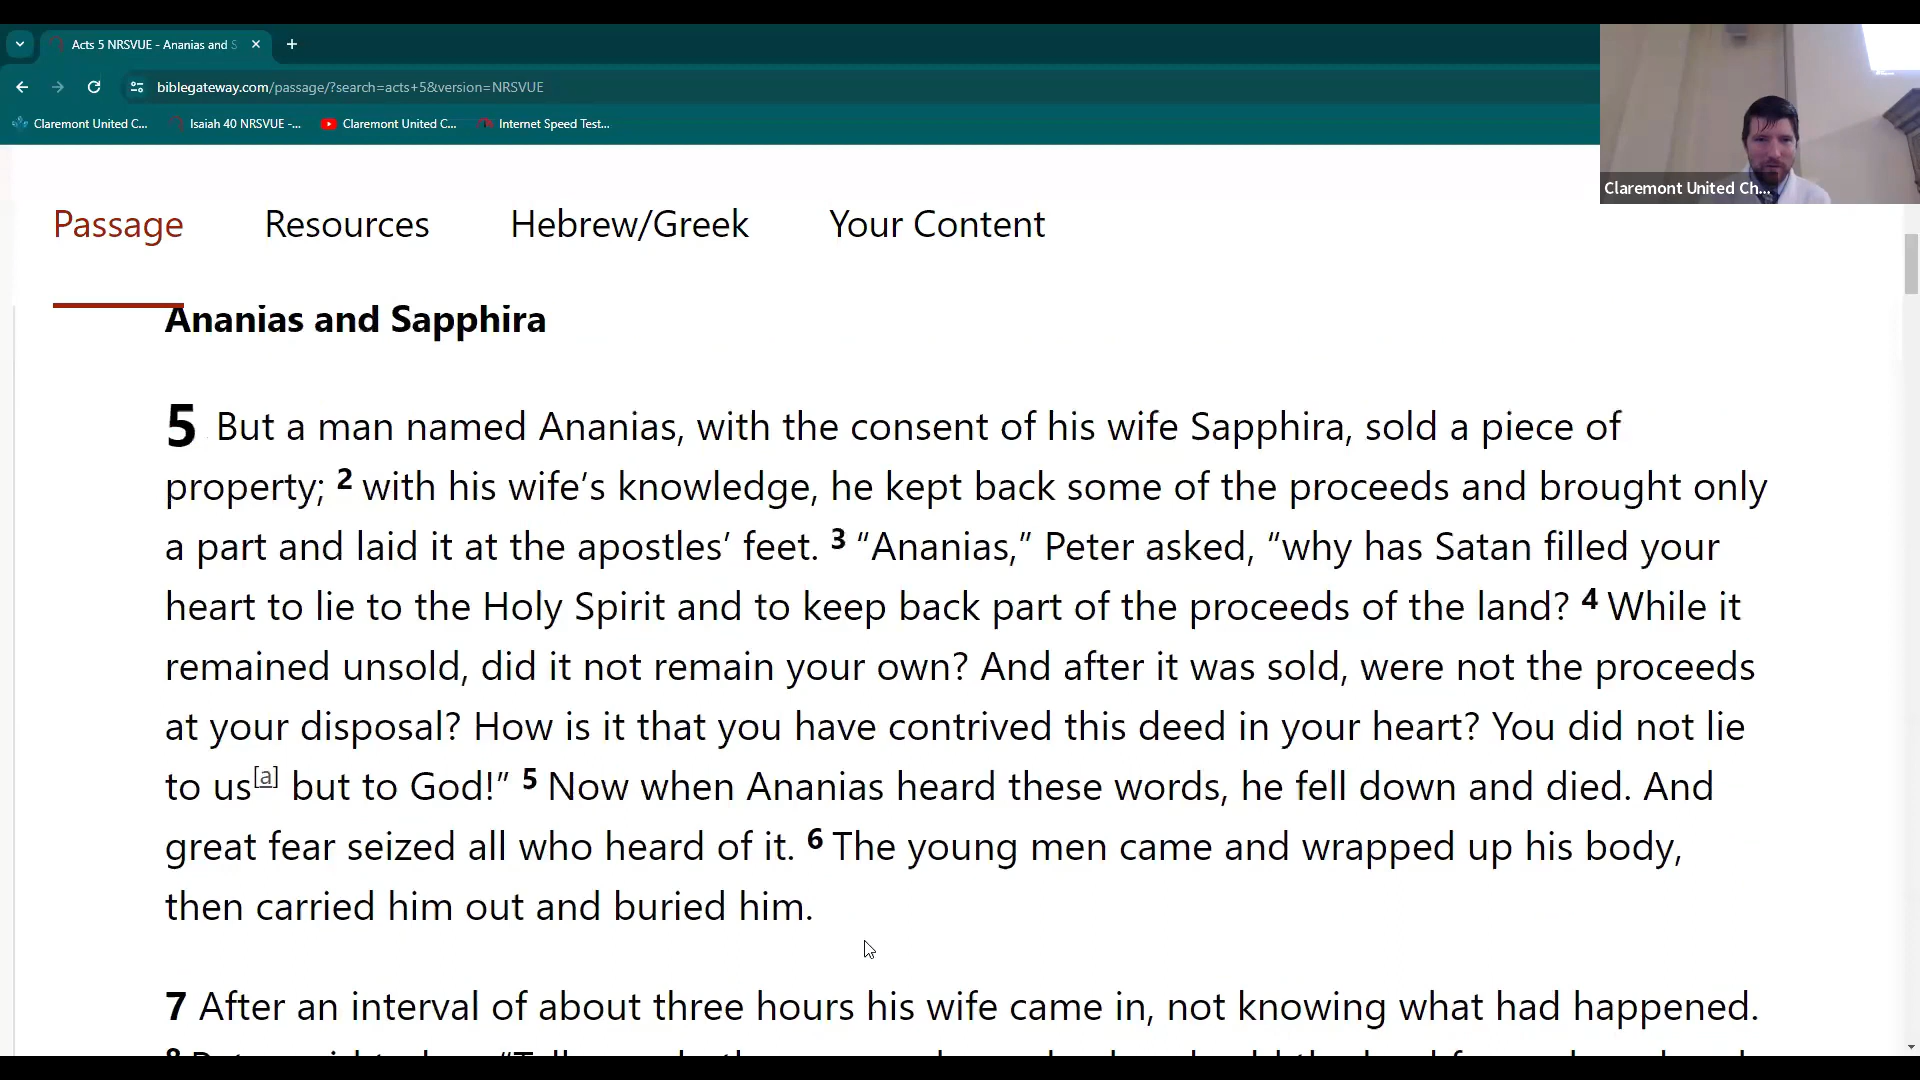 Acts 5 NRSVUE - Ananias and S
biblegateway.com/passage/?search=acts+5&version=NRSVUE
Claremont United C... Isaiah 40 NRSVUE -... Claremont United C... Internet Speed Test...
Claremont United Ch...
Passage Resources Hebrew/Greek Your Content
Ananias and Sapphira
5 But a man named Ananias, with the consent of his wife Sapphira, sold a piece of
property; 2 with his wife’s knowledge, he kept back some of the proceeds and brought only
a part and laid it at the apostles’ feet. 3 “Ananias,” Peter asked, “why has Satan filled your
heart to lie to the Holy Spirit and to keep back part of the proceeds of the land? 4 While it
remained unsold, did it not remain your own? And after it was sold, were not the proceeds
at your disposal? How is it that you have contrived this deed in your heart? You did not lie
to us[a] but to God!” 5 Now when Ananias heard these words, he fell down and died. And
great fear seized all who heard of it. 6 The young men came and wrapped up his body,
then carried him out and buried him.
7 After an interval of about three hours his wife came in, not knowing what had happened.